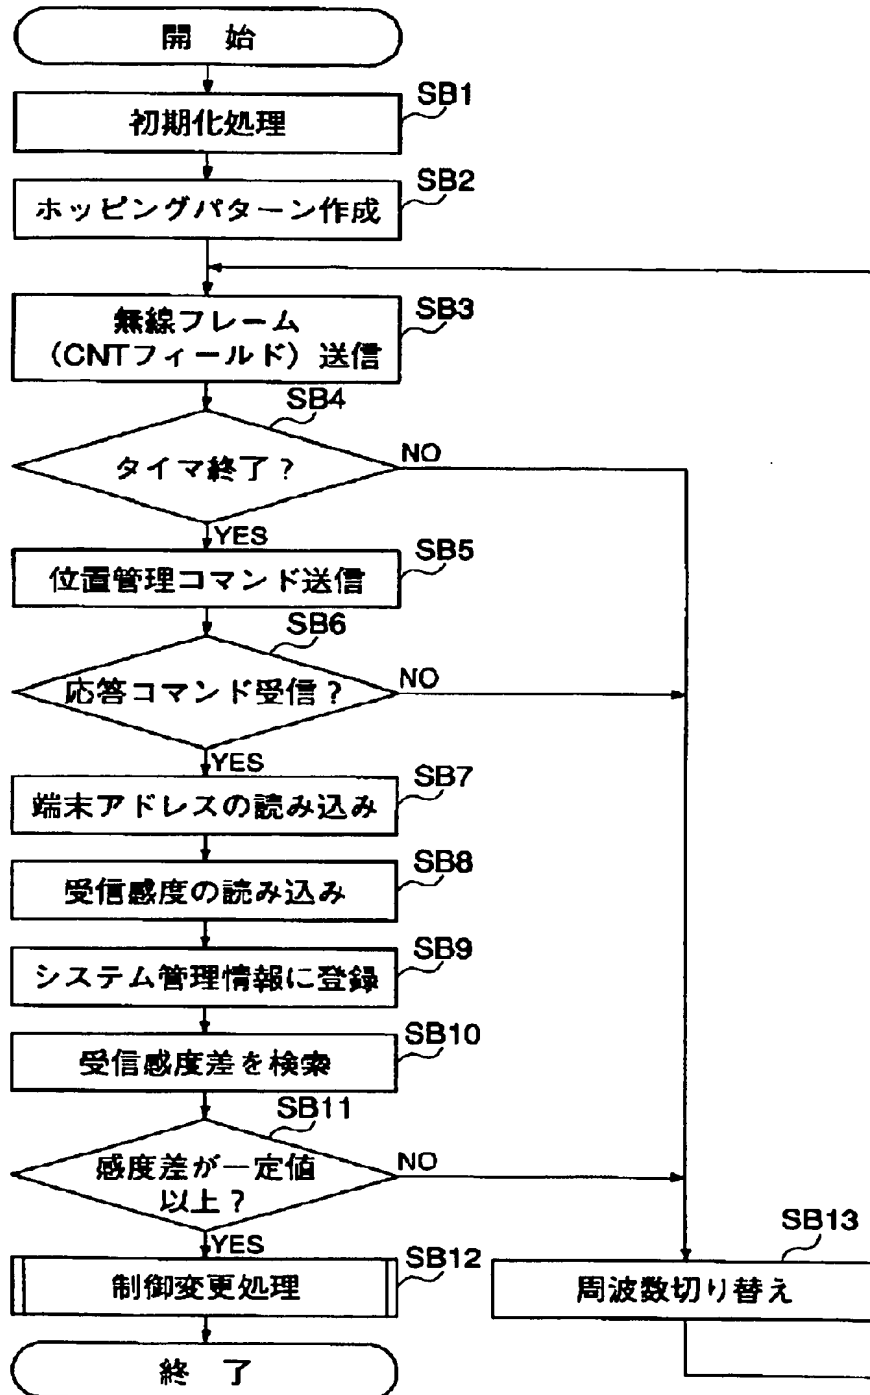 開 始
SB1
初期化処理
SB2
ホッピングパターン作成
SB3
無線フレーム
（CNTフィールド）送信
SB4
タイマ終了？
NO
YES
SB5
位置管理コマンド送信
SB6
応答コマンド受信？
NO
YES
SB7
端末アドレスの読み込み
SB8
受信感度の読み込み
SB9
システム管理情報に登録
SB10
受信感度差を検索
SB11
感度差が一定値
以上？
NO
YES
SB12
制御変更処理
SB13
周波数切り替え
終 了